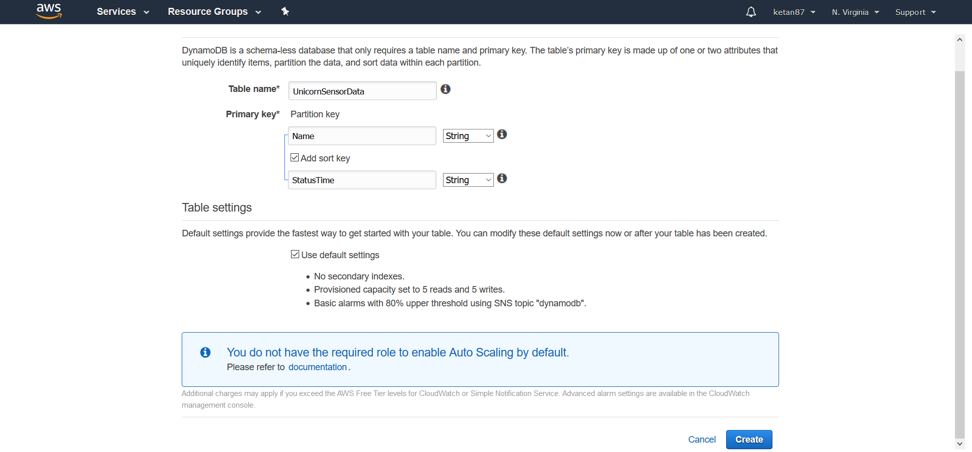 aws Services Resource Groups ketan87 N. Virginia Support
DynamoDB is a schema-less database that only requires a table name and primary key. The table's primary key is made up of one or two attributes that
uniquely identify items, partition the data, and sort data within each partition.
Table name* UnicornSensorData
Primary key* Partition key
Name String
Add sort key
StatusTime String
Table settings
Default settings provide the fastest way to get started with your table. You can modify these default settings now or after your table has been created.
Use default settings
• No secondary indexes.
• Provisioned capacity set to 5 reads and 5 writes.
• Basic alarms with 80% upper threshold using SNS topic "dynamodb".
You do not have the required role to enable Auto Scaling by default.
Please refer to documentation.
Additional charges may apply if you exceed the AWS Free Tier levels for CloudWatch or Simple Notification Service. Advanced alarm settings are available in the CloudWatch
management console.
Cancel Create